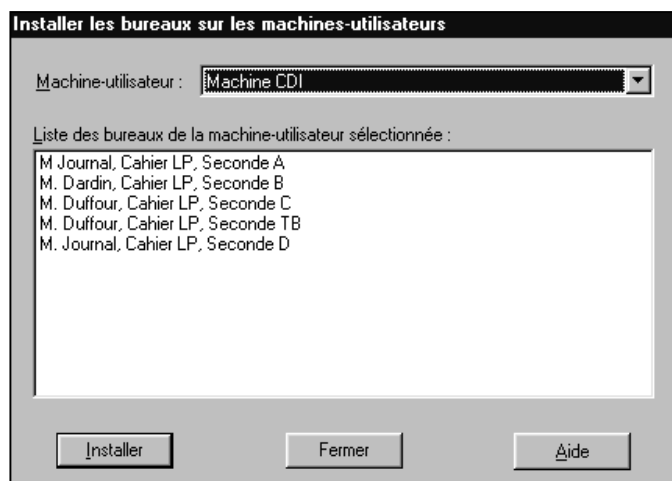 Installer les bureaux sur les machines-utilisateurs
Machine-utilisateur : Machine CDI
Liste des bureaux de la machine-utilisateur sélectionnée :
M Journal, Cahier LP, Seconde A
M. Dardin, Cahier LP, Seconde B
M. Duffour, Cahier LP, Seconde C
M. Duffour, Cahier LP, Seconde TB
M. Journal, Cahier LP, Seconde D
Installer Fermer Aide